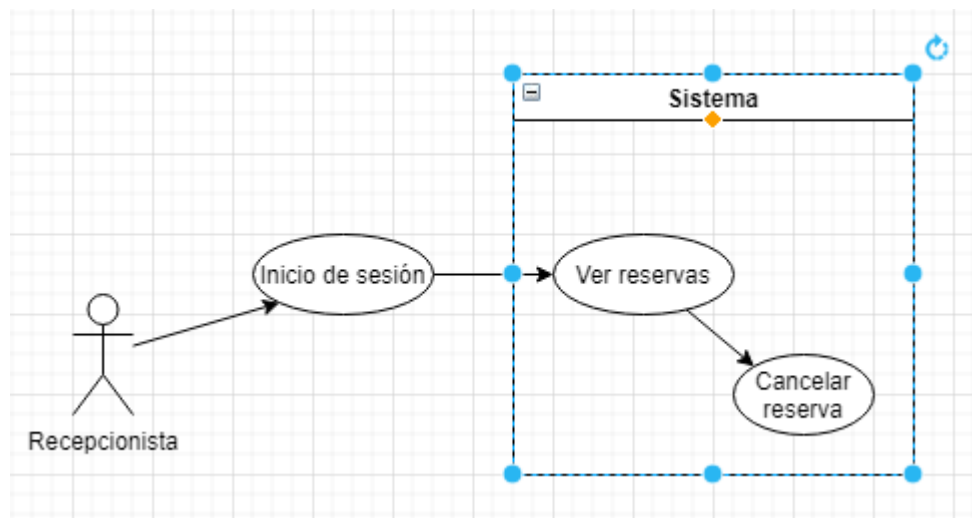 Sistema
Inicio de sesión
Ver reservas
Cancelar
reserva
Recepcionista